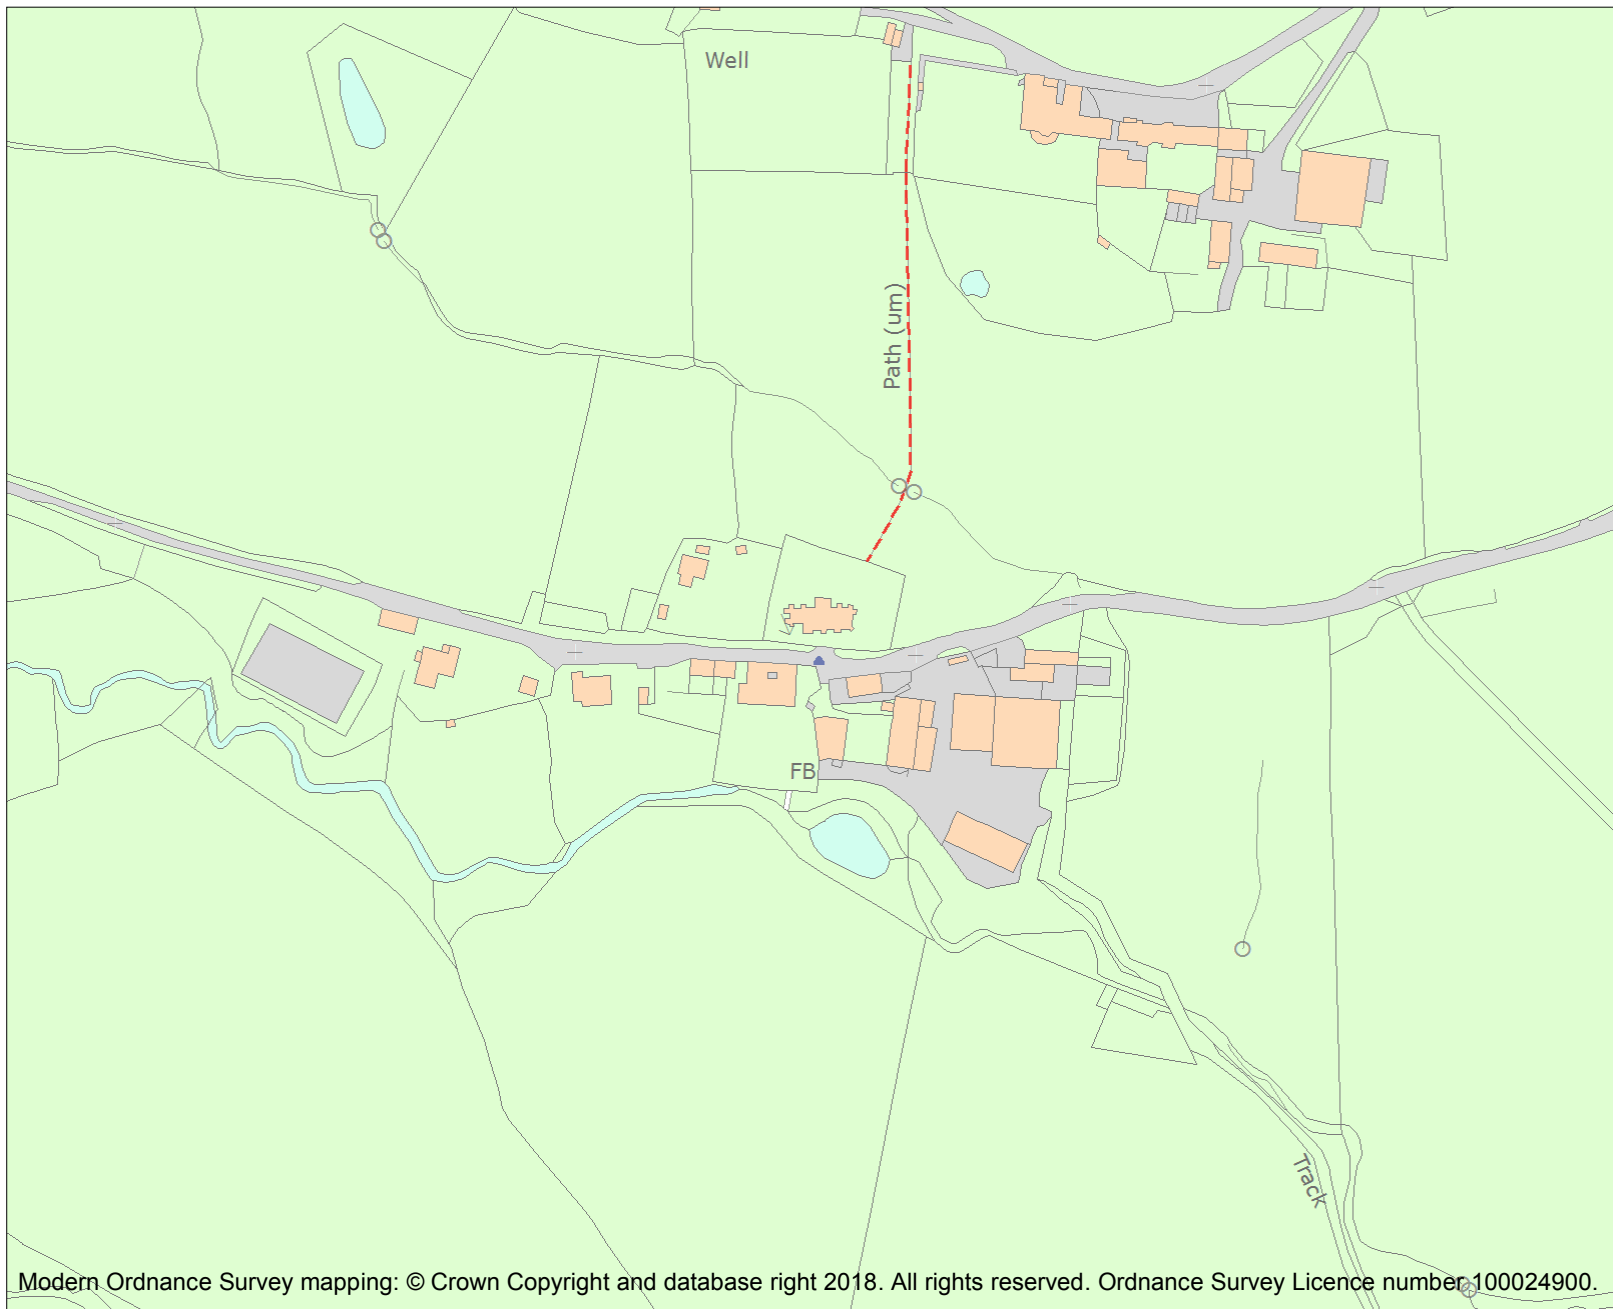 Well
Path (um)
FB
Track
Modern Ordnance Survey mapping: © Crown Copyright and database right 2018. All rights reserved. Ordnance Survey Licence number 100024900.